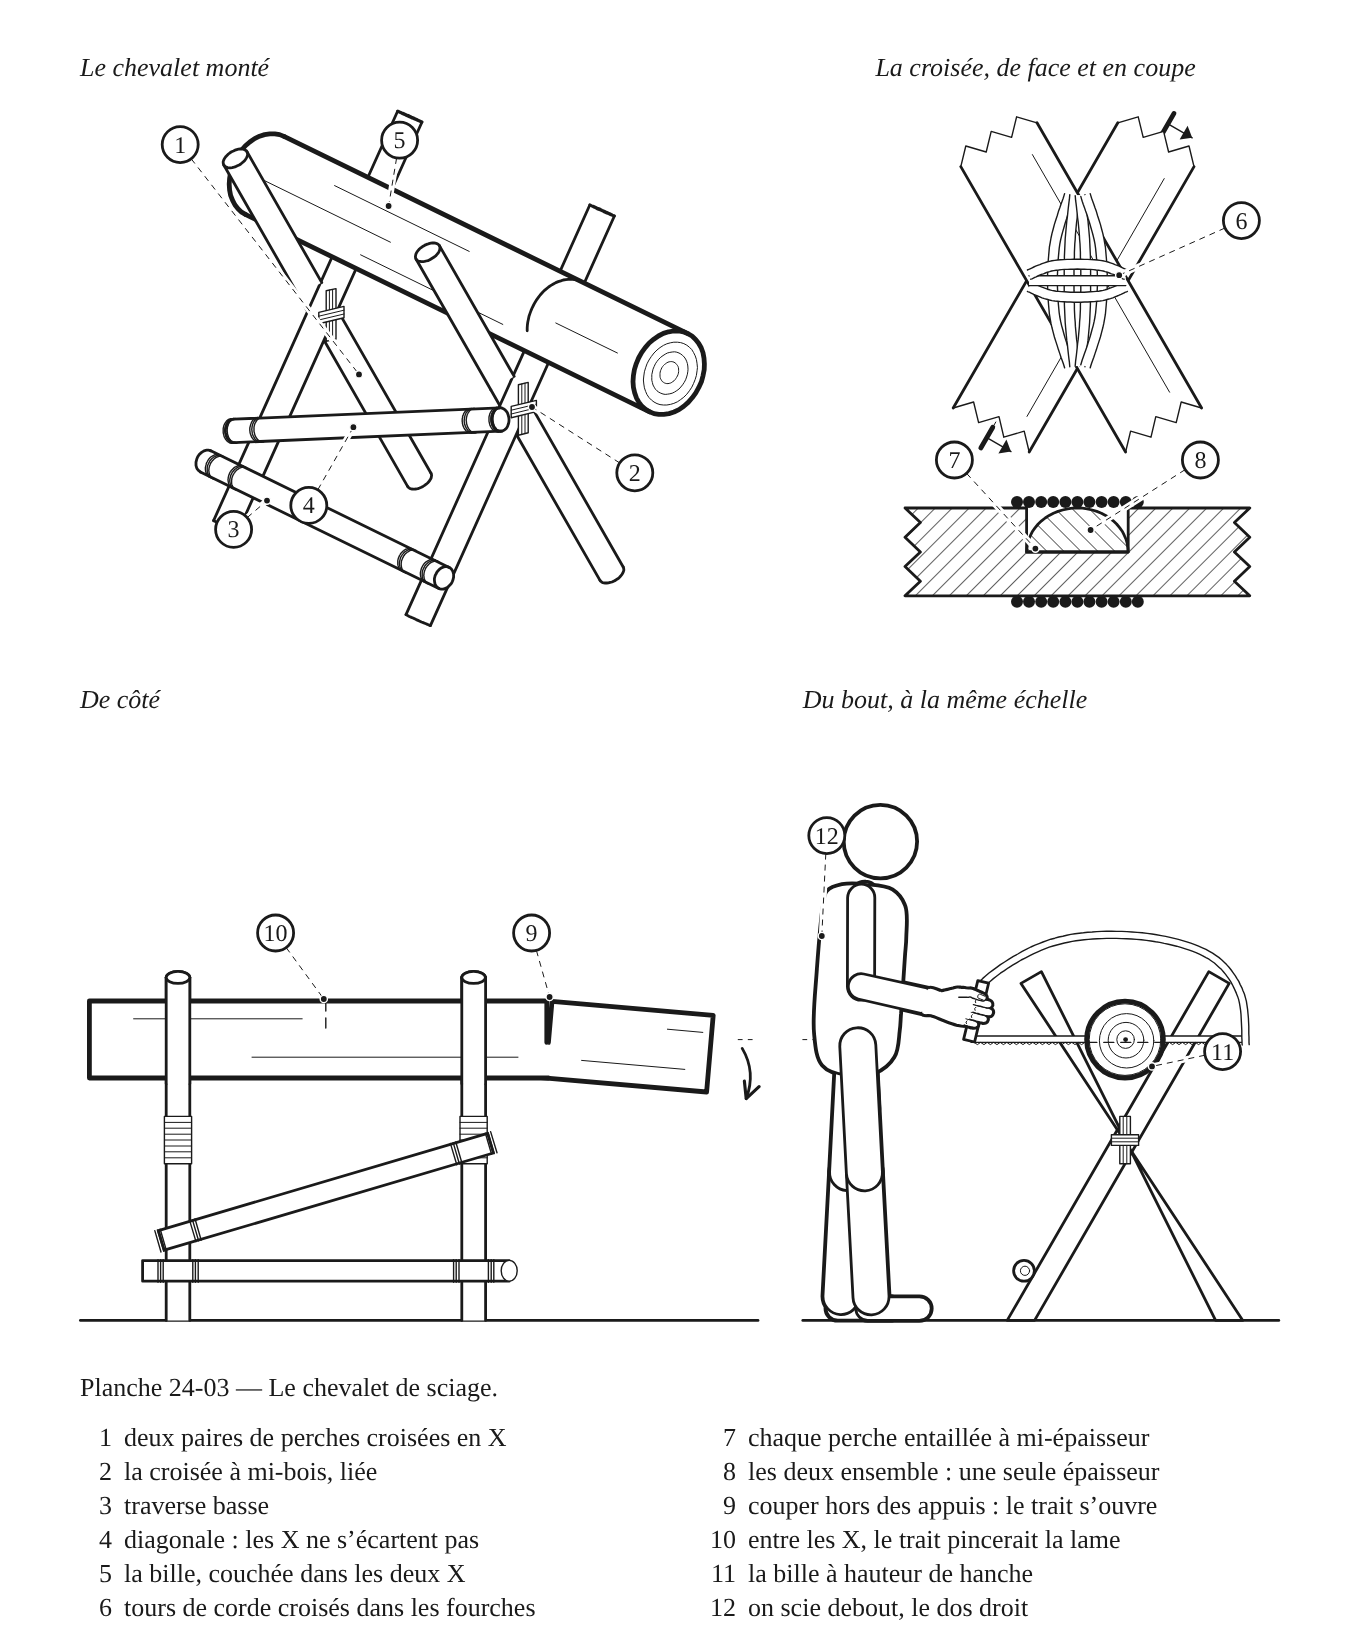 Le chevalet monté
La croisée, de face et en coupe
1
5
6
2
3
4
7
8
De côté
Du bout, à la même échelle
12
10
9
11
Planche 24-03 — Le chevalet de sciage.
1 deux paires de perches croisées en X
2 la croisée à mi-bois, liée
3 traverse basse
4 diagonale : les X ne s’écartent pas
5 la bille, couchée dans les deux X
6 tours de corde croisés dans les fourches
7 chaque perche entaillée à mi-épaisseur
8 les deux ensemble : une seule épaisseur
9 couper hors des appuis : le trait s’ouvre
10 entre les X, le trait pincerait la lame
11 la bille à hauteur de hanche
12 on scie debout, le dos droit